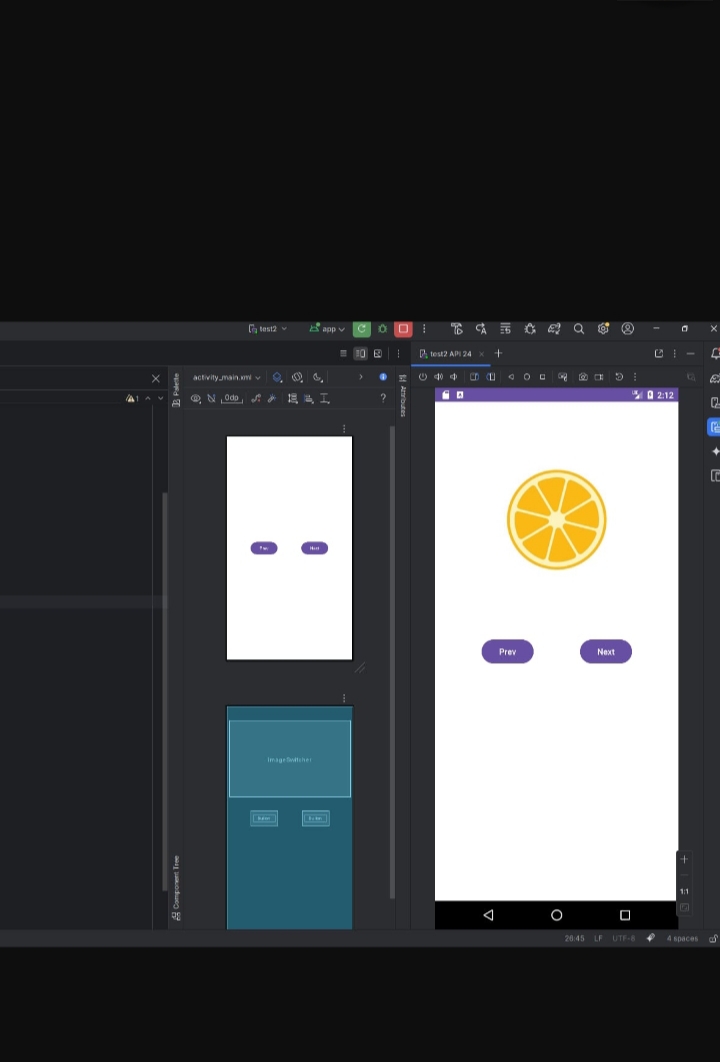 test2
app
test2 API 24
Palette
activity_main.xml
Attributes
1
0dp
?
2:12
Prev
Next
Prev
Next
ImageSwitcher
Button
Button
Component Tree
1:1
26:45 LF UTF-8 4 spaces